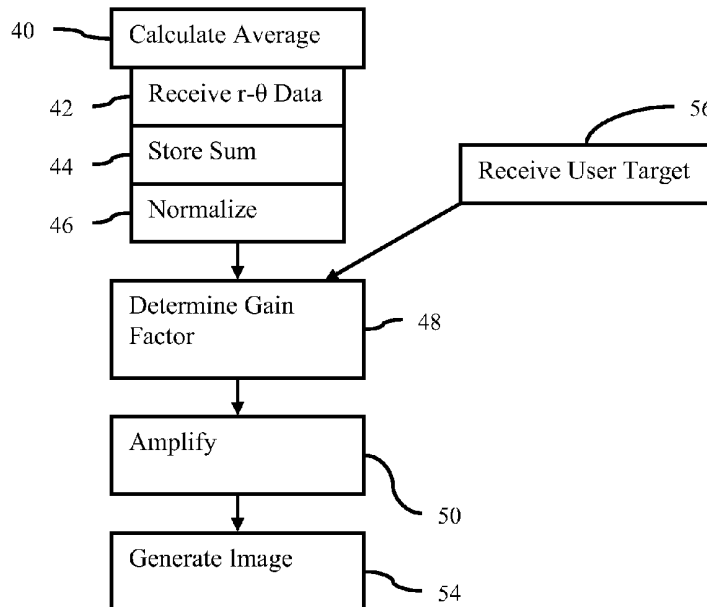 40
Calculate Average
42
Receive r-θ Data
56
44
Store Sum
Receive User Target
46
Normalize
Determine Gain
Factor
48
Amplify
50
Generate Image
54